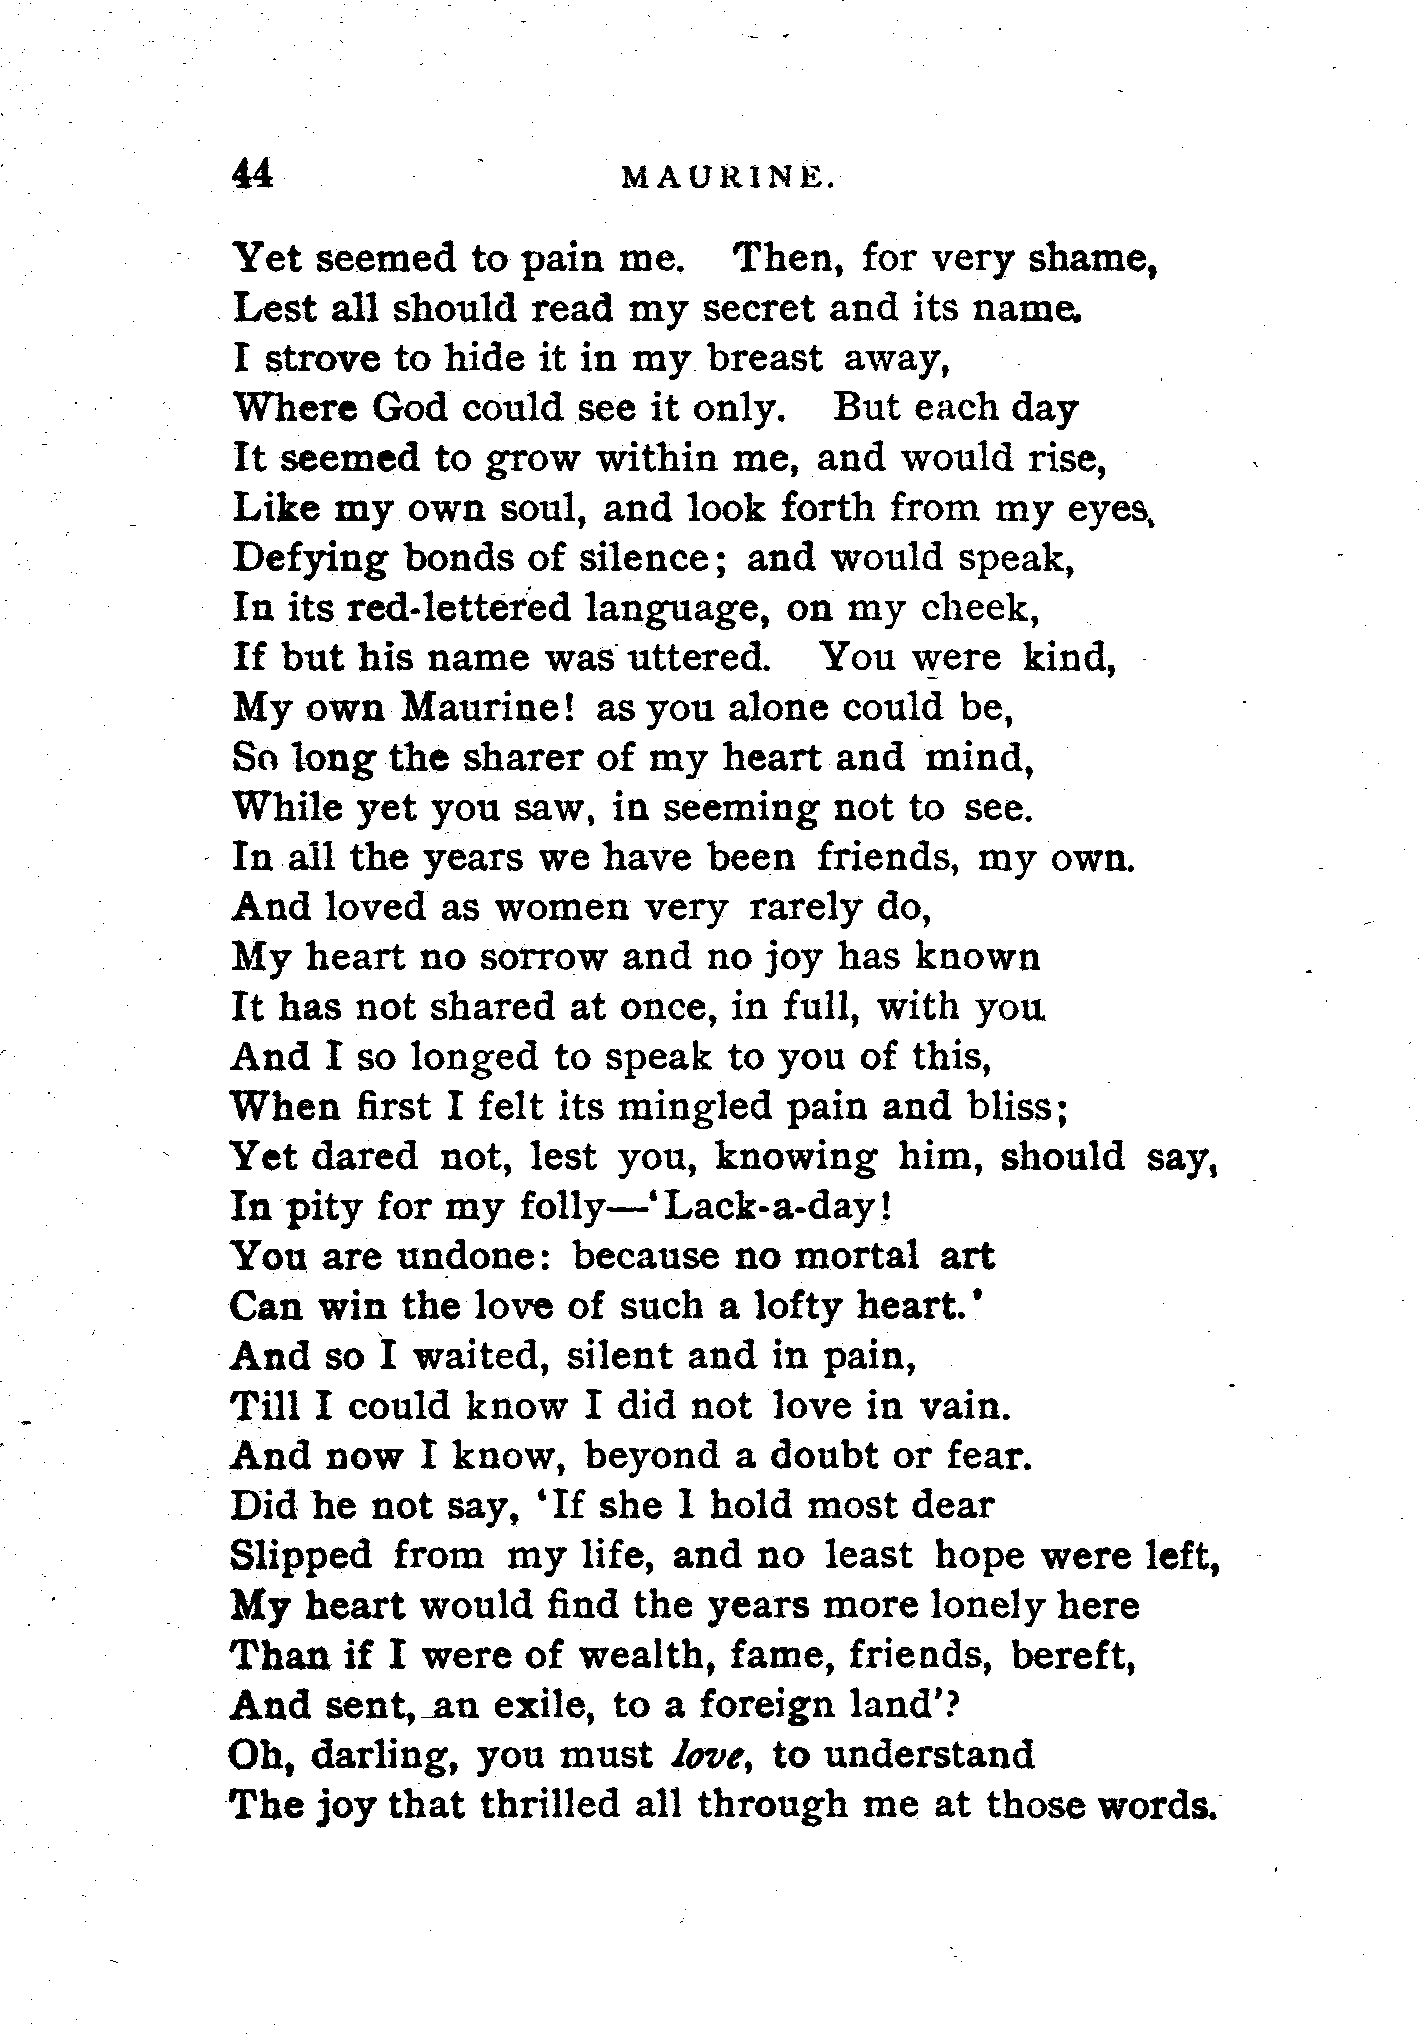 44 MAURINE.
Yet seemed to pain me. Then, for very shame,
Lest all should read my secret and its name.
I strove to hide it in my breast away,
Where God could see it only. But each day
It seemed to grow within me, and would rise,
Like my own soul, and look forth from my eyes,
Defying bonds of silence; and would speak,
In its red-lettered language, on my cheek,
If but his name was uttered. You were kind,
My own Maurine! as you alone could be,
So long the sharer of my heart and mind,
While yet you saw, in seeming not to see.
In all the years we have been friends, my own.
And loved as women very rarely do,
My heart no sorrow and no joy has known
It has not shared at once, in full, with you
And I so longed to speak to you of this,
When first I felt its mingled pain and bliss;
Yet dared not, lest you, knowing him, should say,
In pity for my folly—‘Lack-a-day!
You are undone: because no mortal art
Can win the love of such a lofty heart.’
And so I waited, silent and in pain,
Till I could know I did not love in vain.
And now I know, beyond a doubt or fear.
Did he not say, ‘If she I hold most dear
Slipped from my life, and no least hope were left,
My heart would find the years more lonely here
Than if I were of wealth, fame, friends, bereft,
And sent, an exile, to a foreign land’?
Oh, darling, you must love, to understand
The joy that thrilled all through me at those words.